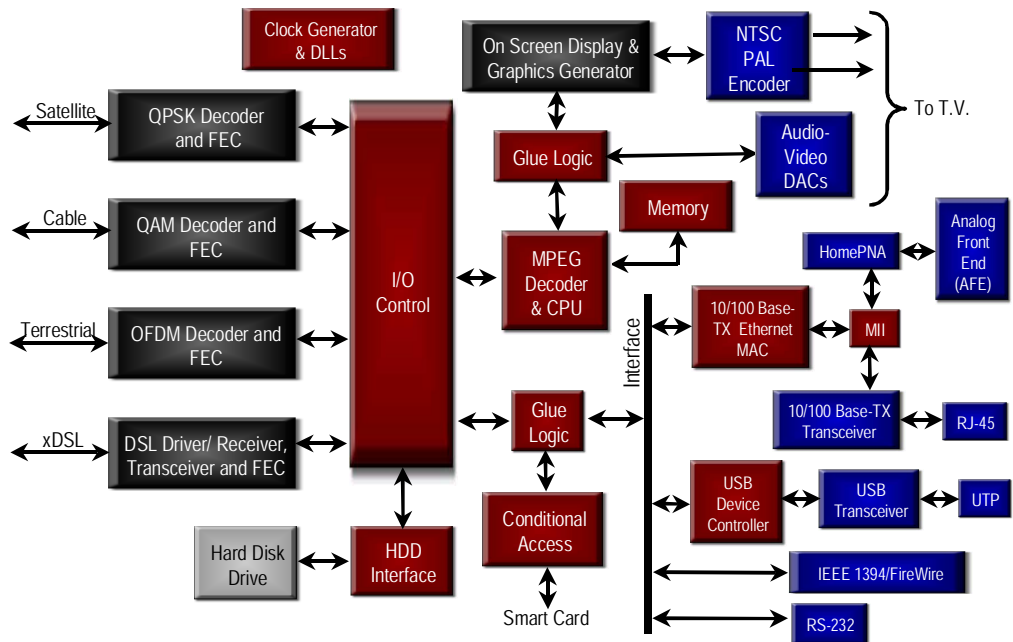 Clock Generator
& DLLs
On Screen Display &
Graphics Generator
NTSC
PAL
Encoder
To T.V.
Satellite
QPSK Decoder
and FEC
Glue Logic
Audio-
Video
DACs
Cable
QAM Decoder and
FEC
I/O
Control
MPEG
Decoder
& CPU
Memory
HomePNA
Analog
Front
End
(AFE)
Terrestrial
OFDM Decoder and
FEC
Interface
10/100 Base-
TX Ethernet
MAC
MII
xDSL
DSL Driver/ Receiver,
Transceiver and FEC
Glue
Logic
10/100 Base-TX
Transceiver
RJ-45
Hard Disk
Drive
HDD
Interface
Conditional
Access
Smart Card
USB
Device
Controller
USB
Transceiver
UTP
IEEE 1394/FireWire
RS-232